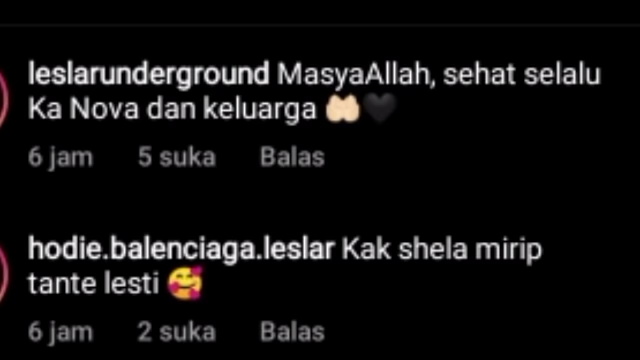 leslarunderground MasyaAllah, sehat selalu
Ka Nova dan keluarga 🤲🏻🖤
6 jam 5 suka Balas
hodie.balenciaga.leslar Kak shela mirip
tante lesti 🥰
6 jam 2 suka Balas